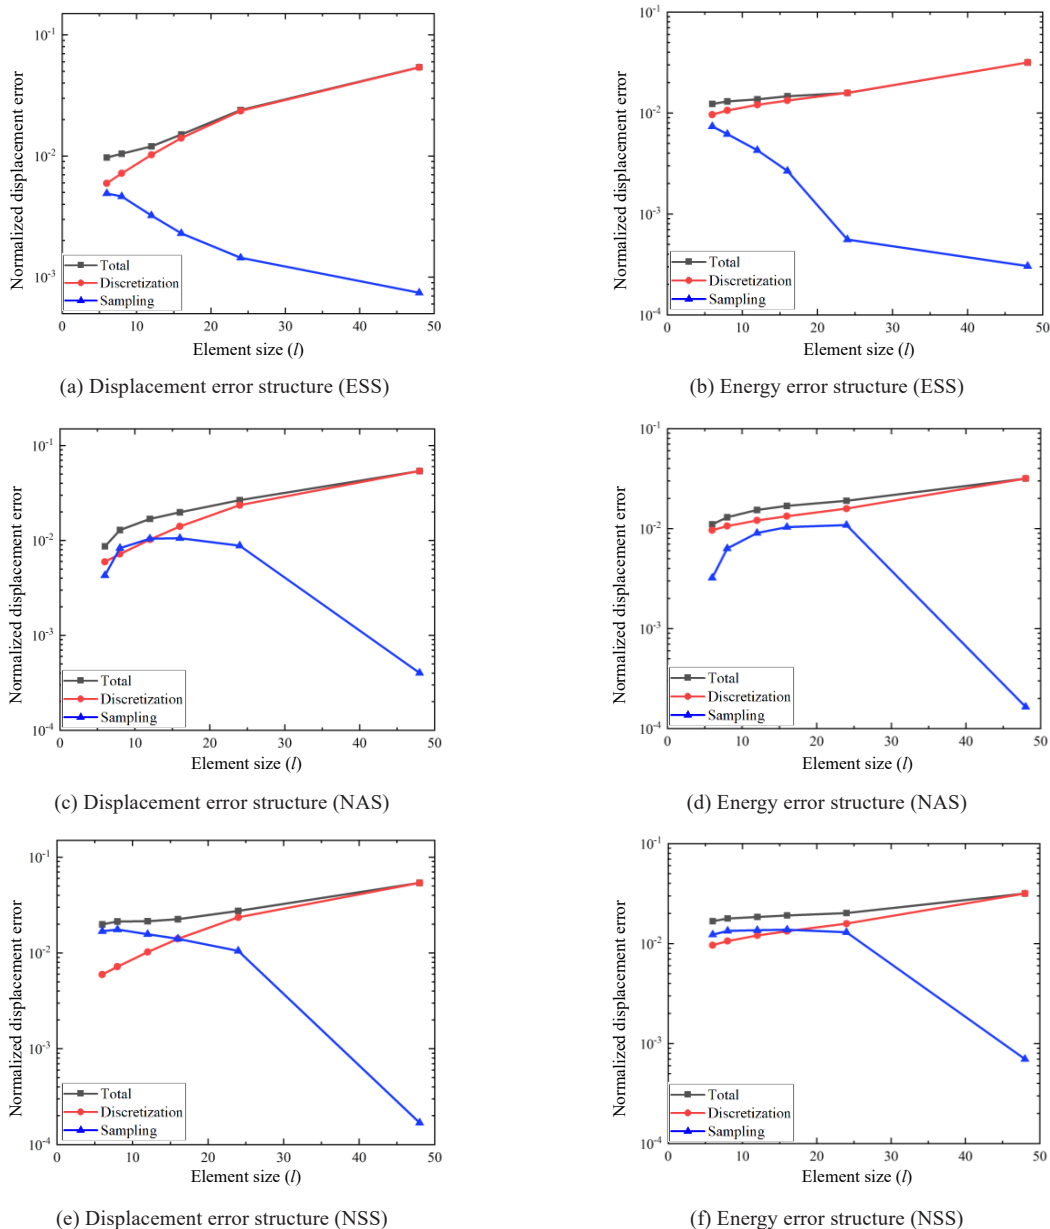 Normalized displacement error
10-1
10-2
10-3
Total
Discretization
Sampling
0 10 20 30 40 50
Element size (l)
(a) Displacement error structure (ESS)
Normalized displacement error
10-1
10-2
10-3
10-4
Total
Discretization
Sampling
0 10 20 30 40 50
Element size (l)
(b) Energy error structure (ESS)
Normalized displacement error
10-1
10-2
10-3
10-4
Total
Discretization
Sampling
0 10 20 30 40 50
Element size (l)
(c) Displacement error structure (NAS)
Normalized displacement error
10-1
10-2
10-3
10-4
Total
Discretization
Sampling
0 10 20 30 40 50
Element size (l)
(d) Energy error structure (NAS)
Normalized displacement error
10-1
10-2
10-3
10-4
Total
Discretization
Sampling
0 10 20 30 40 50
Element size (l)
(e) Displacement error structure (NSS)
Normalized displacement error
10-1
10-2
10-3
10-4
Total
Discretization
Sampling
0 10 20 30 40 50
Element size (l)
(f) Energy error structure (NSS)